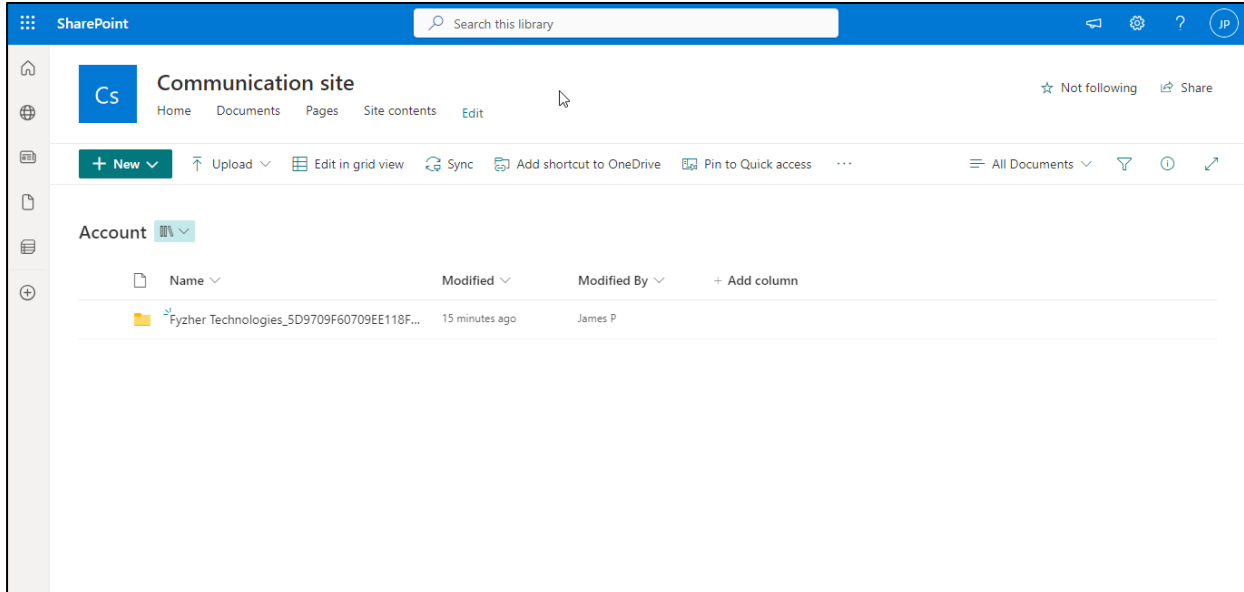 SharePoint Search this library JP
Cs Communication site Not following Share
Home Documents Pages Site contents Edit
+ New Upload Edit in grid view Sync Add shortcut to OneDrive Pin to Quick access ··· All Documents
Account
Name Modified Modified By + Add column
Fyzher Technologies_5D9709F60709EE118F... 15 minutes ago James P